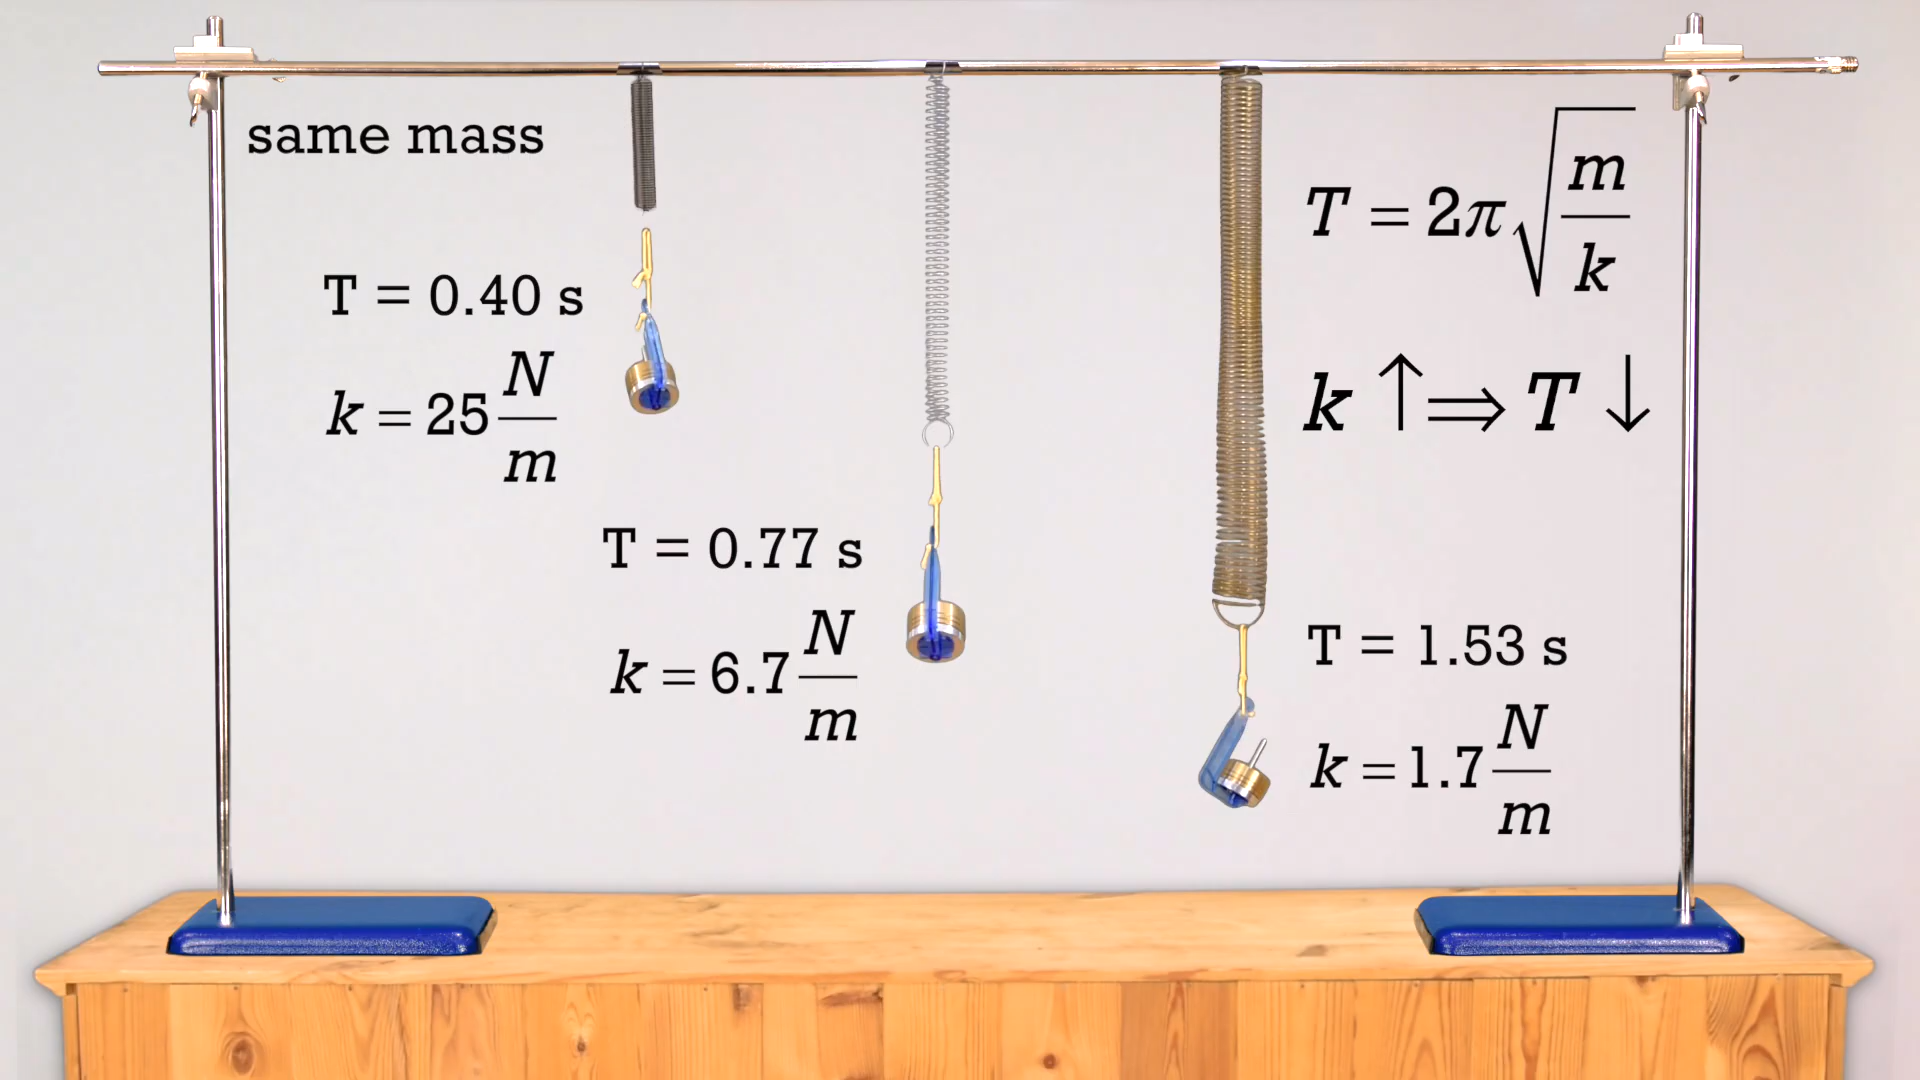 same mass
T = 0.40 s
k = 25 N/m
T = 0.77 s
k = 6.7 N/m
T = 2π√(m/k)
k ↑ ⇒ T ↓
T = 1.53 s
k = 1.7 N/m